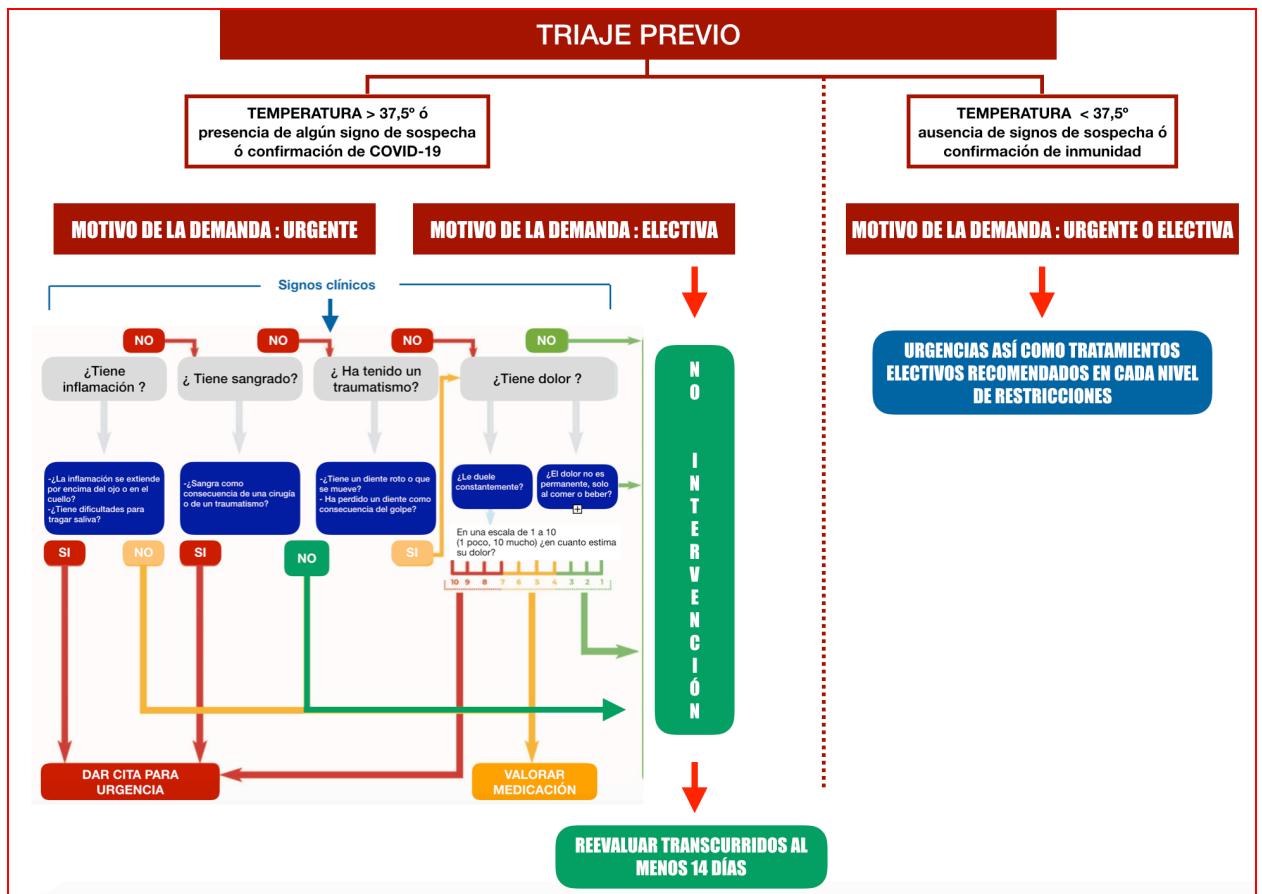 TRIAJE PREVIO
TEMPERATURA > 37,5º ó
presencia de algún signo de sospecha
ó confirmación de COVID-19
TEMPERATURA < 37,5º
ausencia de signos de sospecha ó
confirmación de inmunidad
MOTIVO DE LA DEMANDA : URGENTE
MOTIVO DE LA DEMANDA : ELECTIVA
MOTIVO DE LA DEMANDA : URGENTE O ELECTIVA
Signos clínicos
NO
NO
NO
NO
¿Tiene
inflamación ?
¿ Tiene sangrado?
¿ Ha tenido un
traumatismo?
¿Tiene dolor ?
-¿La inflamación se extiende
por encima del ojo o en el
cuello?
-¿Tiene dificultades para
tragar saliva?
-¿Sangra como
consecuencia de una cirugía
o de un traumatismo?
-¿Tiene un diente roto o que
se mueve?
- Ha perdido un diente como
consecuencia del golpe?
¿Le duele
constantemente?
¿El dolor no es
permanente, solo
al comer o beber?
SI
NO
SI
NO
SI
En una escala de 1 a 10
(1 poco, 10 mucho) ¿en cuanto estima
su dolor?
10 9 8 7 6 5 4 3 2 1
DAR CITA PARA
URGENCIA
VALORAR
MEDICACIÓN
NO INTERVENCIÓN
REEVALUAR TRANSCURRIDOS AL
MENOS 14 DÍAS
URGENCIAS ASÍ COMO TRATAMIENTOS
ELECTIVOS RECOMENDADOS EN CADA NIVEL
DE RESTRICCIONES